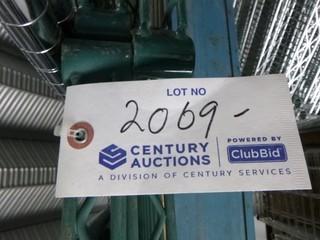 LOT NO
2069-
CENTURY AUCTIONS
POWERED BY
ClubBid
A DIVISION OF CENTURY SERVICES